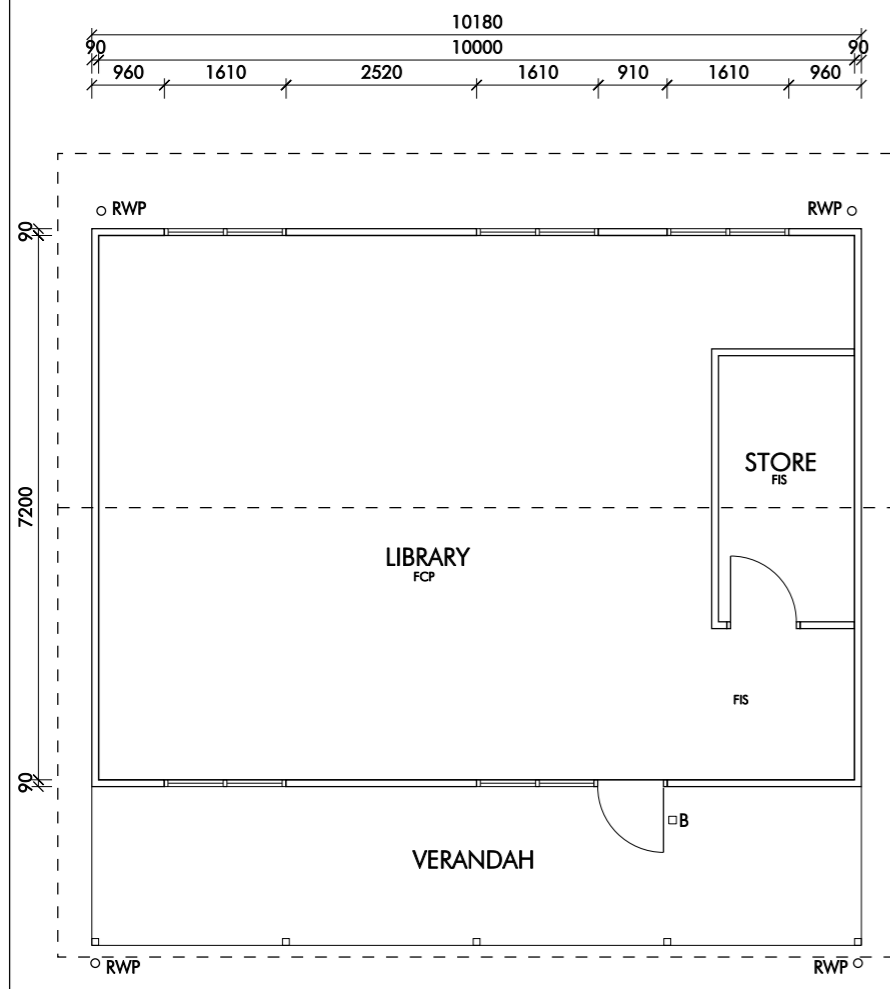 10180
90 10000 90
960 1610 2520 1610 910 1610 960
RWP RWP
90
STORE
FIS
7200
LIBRARY
FCP
FIS
90
B
VERANDAH
RWP RWP